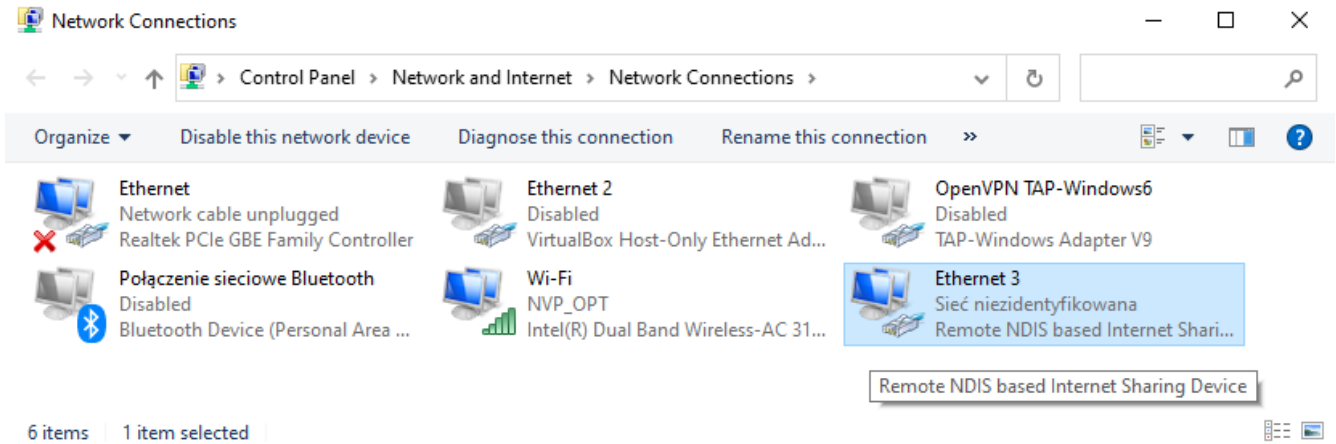 Network Connections
Control Panel > Network and Internet > Network Connections >
Organize Disable this network device Diagnose this connection Rename this connection »
Ethernet
Network cable unplugged
Realtek PCIe GBE Family Controller
Ethernet 2
Disabled
VirtualBox Host-Only Ethernet Ad...
OpenVPN TAP-Windows6
Disabled
TAP-Windows Adapter V9
Połączenie sieciowe Bluetooth
Disabled
Bluetooth Device (Personal Area ...
Wi-Fi
NVP_OPT
Intel(R) Dual Band Wireless-AC 31...
Ethernet 3
Sieć niezidentyfikowana
Remote NDIS based Internet Shari...
Remote NDIS based Internet Sharing Device
6 items 1 item selected